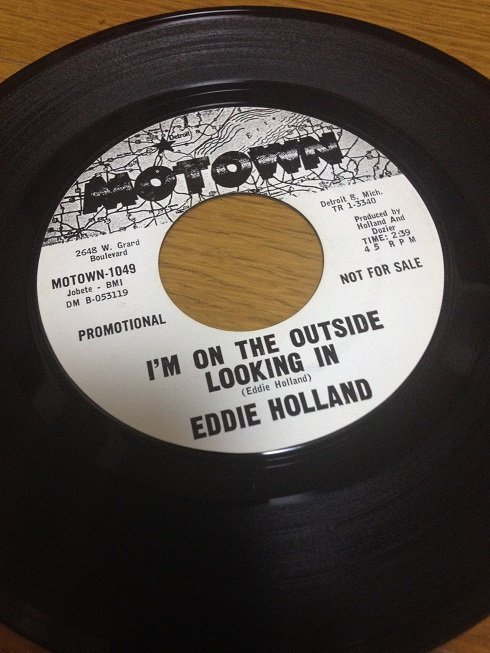 Detroit
MOTOWN
2648 W. Grand
Boulevard
MOTOWN-1049
Jobete - BMI
DM B-053119
PROMOTIONAL
Detroit 8, Mich.
TR 1-3340
Produced by
Holland And
Dozier
TIME: 2:39
45 RPM
NOT FOR SALE
I'M ON THE OUTSIDE
LOOKING IN
(Eddie Holland)
EDDIE HOLLAND